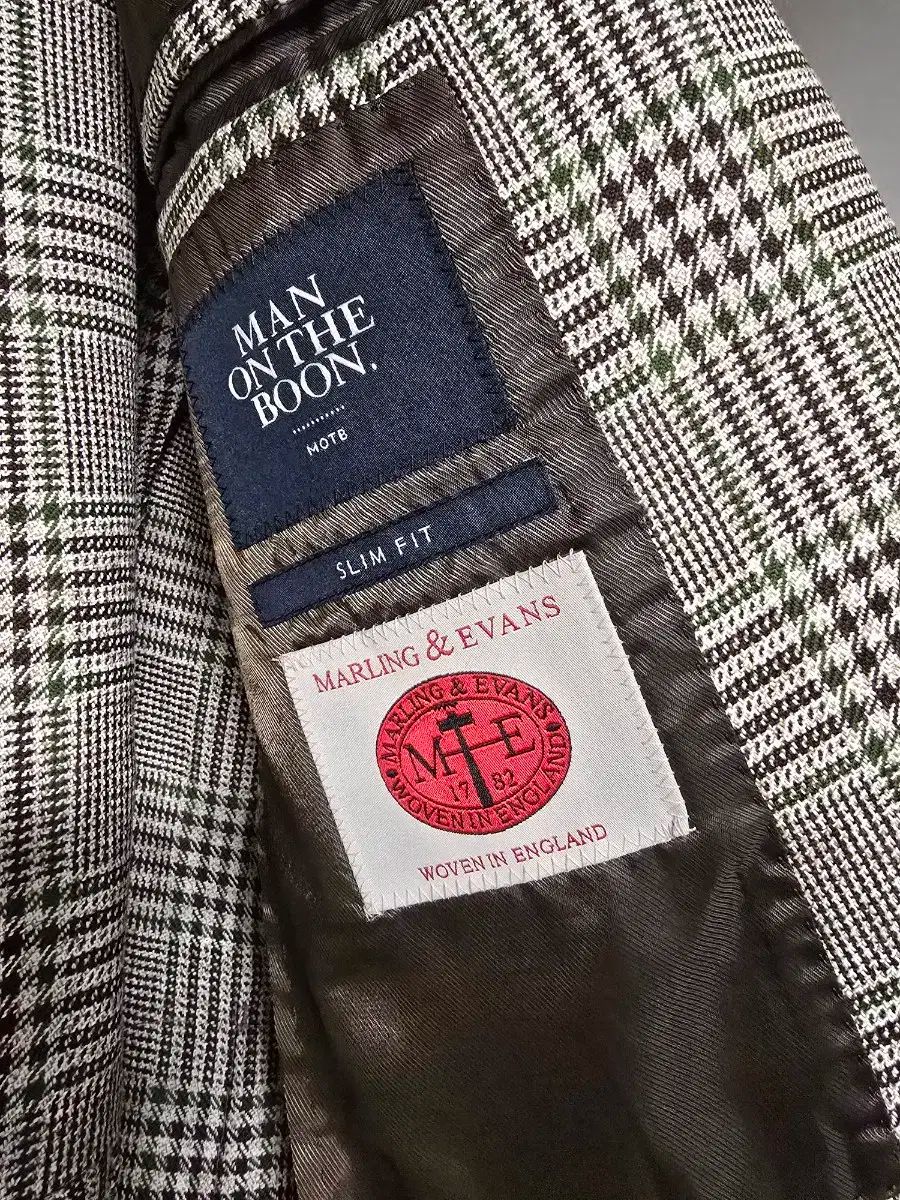 MAN
ON THE
BOON.
MOTB
SLIM FIT
MARLING & EVANS
MARLING & EVANS
M E
17 82
WOVEN IN ENGLAND
WOVEN IN ENGLAND